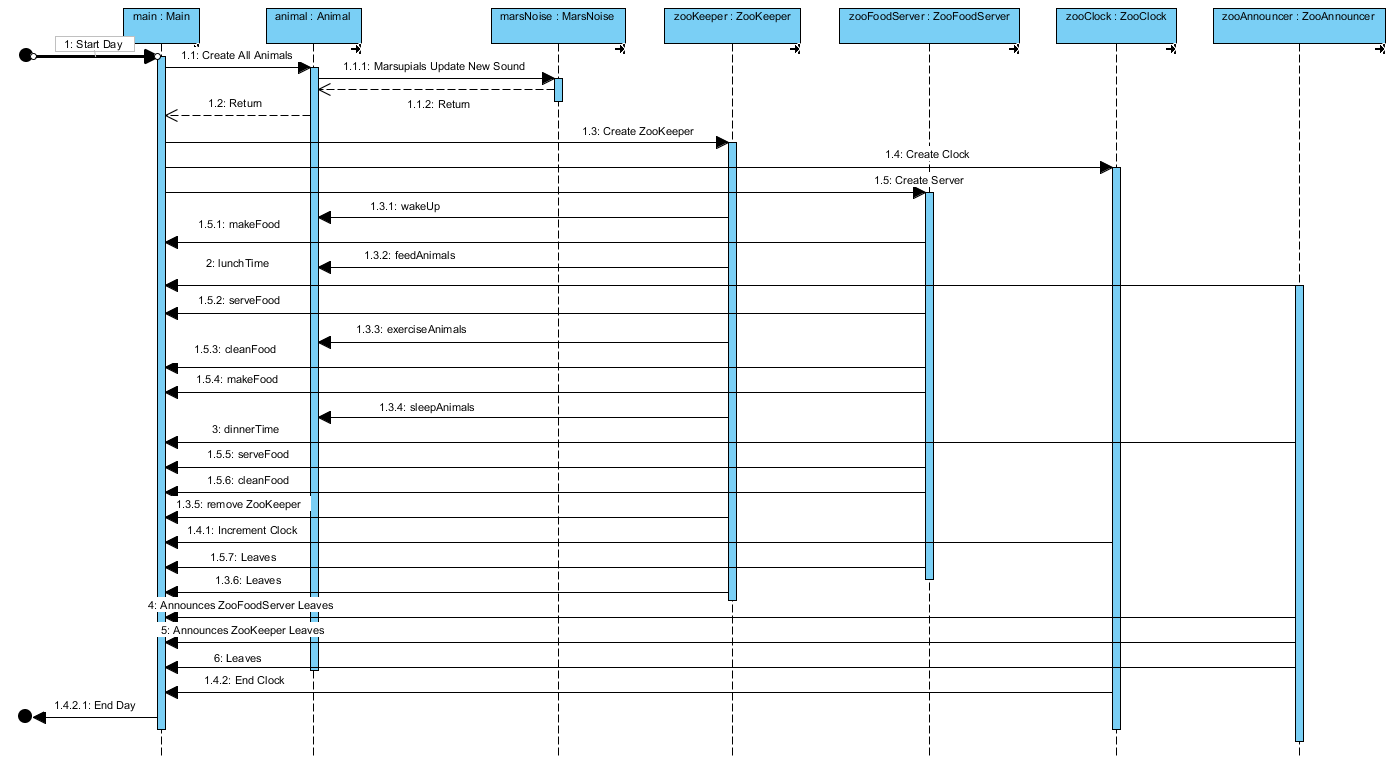 main : Main
animal : Animal
marsNoise : MarsNoise
zooKeeper : ZooKeeper
zooFoodServer : ZooFoodServer
zooClock : ZooClock
zooAnnouncer : ZooAnnouncer
1: Start Day
1.1: Create All Animals
1.1.1: Marsupials Update New Sound
1.2: Return
1.1.2: Return
1.3: Create ZooKeeper
1.4: Create Clock
1.5: Create Server
1.3.1: wakeUp
1.5.1: makeFood
1.3.2: feedAnimals
2: lunchTime
1.5.2: serveFood
1.3.3: exerciseAnimals
1.5.3: cleanFood
1.5.4: makeFood
1.3.4: sleepAnimals
3: dinnerTime
1.5.5: serveFood
1.5.6: cleanFood
1.3.5: remove ZooKeeper
1.4.1: Increment Clock
1.5.7: Leaves
1.3.6: Leaves
4: Announces ZooFoodServer Leaves
5: Announces ZooKeeper Leaves
6: Leaves
1.4.2: End Clock
1.4.2.1: End Day